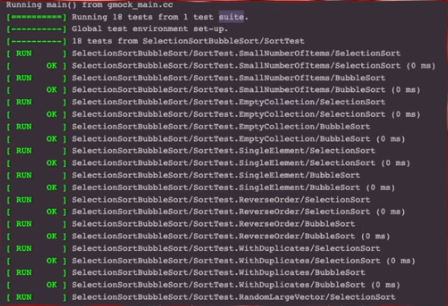 Running main() from gmock_main.cc
[==========] Running 18 tests from 1 test suite.
[----------] Global test environment set-up.
[----------] 18 tests from SelectionSortBubbleSort/SortTest
[ RUN      ] SelectionSortBubbleSort/SortTest.SmallNumberOfItems/SelectionSort
[       OK ] SelectionSortBubbleSort/SortTest.SmallNumberOfItems/SelectionSort (0 ms)
[ RUN      ] SelectionSortBubbleSort/SortTest.SmallNumberOfItems/BubbleSort
[       OK ] SelectionSortBubbleSort/SortTest.SmallNumberOfItems/BubbleSort (0 ms)
[ RUN      ] SelectionSortBubbleSort/SortTest.EmptyCollection/SelectionSort
[       OK ] SelectionSortBubbleSort/SortTest.EmptyCollection/SelectionSort (0 ms)
[ RUN      ] SelectionSortBubbleSort/SortTest.EmptyCollection/BubbleSort
[       OK ] SelectionSortBubbleSort/SortTest.EmptyCollection/BubbleSort (0 ms)
[ RUN      ] SelectionSortBubbleSort/SortTest.SingleElement/SelectionSort
[       OK ] SelectionSortBubbleSort/SortTest.SingleElement/SelectionSort (0 ms)
[ RUN      ] SelectionSortBubbleSort/SortTest.SingleElement/BubbleSort
[       OK ] SelectionSortBubbleSort/SortTest.SingleElement/BubbleSort (0 ms)
[ RUN      ] SelectionSortBubbleSort/SortTest.ReverseOrder/SelectionSort
[       OK ] SelectionSortBubbleSort/SortTest.ReverseOrder/SelectionSort (0 ms)
[ RUN      ] SelectionSortBubbleSort/SortTest.ReverseOrder/BubbleSort
[       OK ] SelectionSortBubbleSort/SortTest.ReverseOrder/BubbleSort (0 ms)
[ RUN      ] SelectionSortBubbleSort/SortTest.WithDuplicates/SelectionSort
[       OK ] SelectionSortBubbleSort/SortTest.WithDuplicates/SelectionSort (0 ms)
[ RUN      ] SelectionSortBubbleSort/SortTest.WithDuplicates/BubbleSort
[       OK ] SelectionSortBubbleSort/SortTest.WithDuplicates/BubbleSort (0 ms)
[ RUN      ] SelectionSortBubbleSort/SortTest.RandomLargeVector/SelectionSort